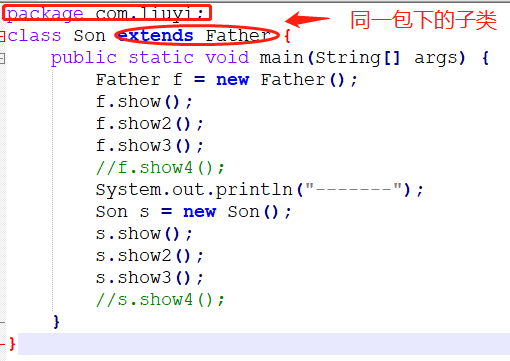 package com.liuyi;
同一包下的子类
class Son extends Father {
public static void main(String[] args) {
Father f = new Father();
f.show();
f.show2();
f.show3();
//f.show4();
System.out.println("-------");
Son s = new Son();
s.show();
s.show2();
s.show3();
//s.show4();
}
}